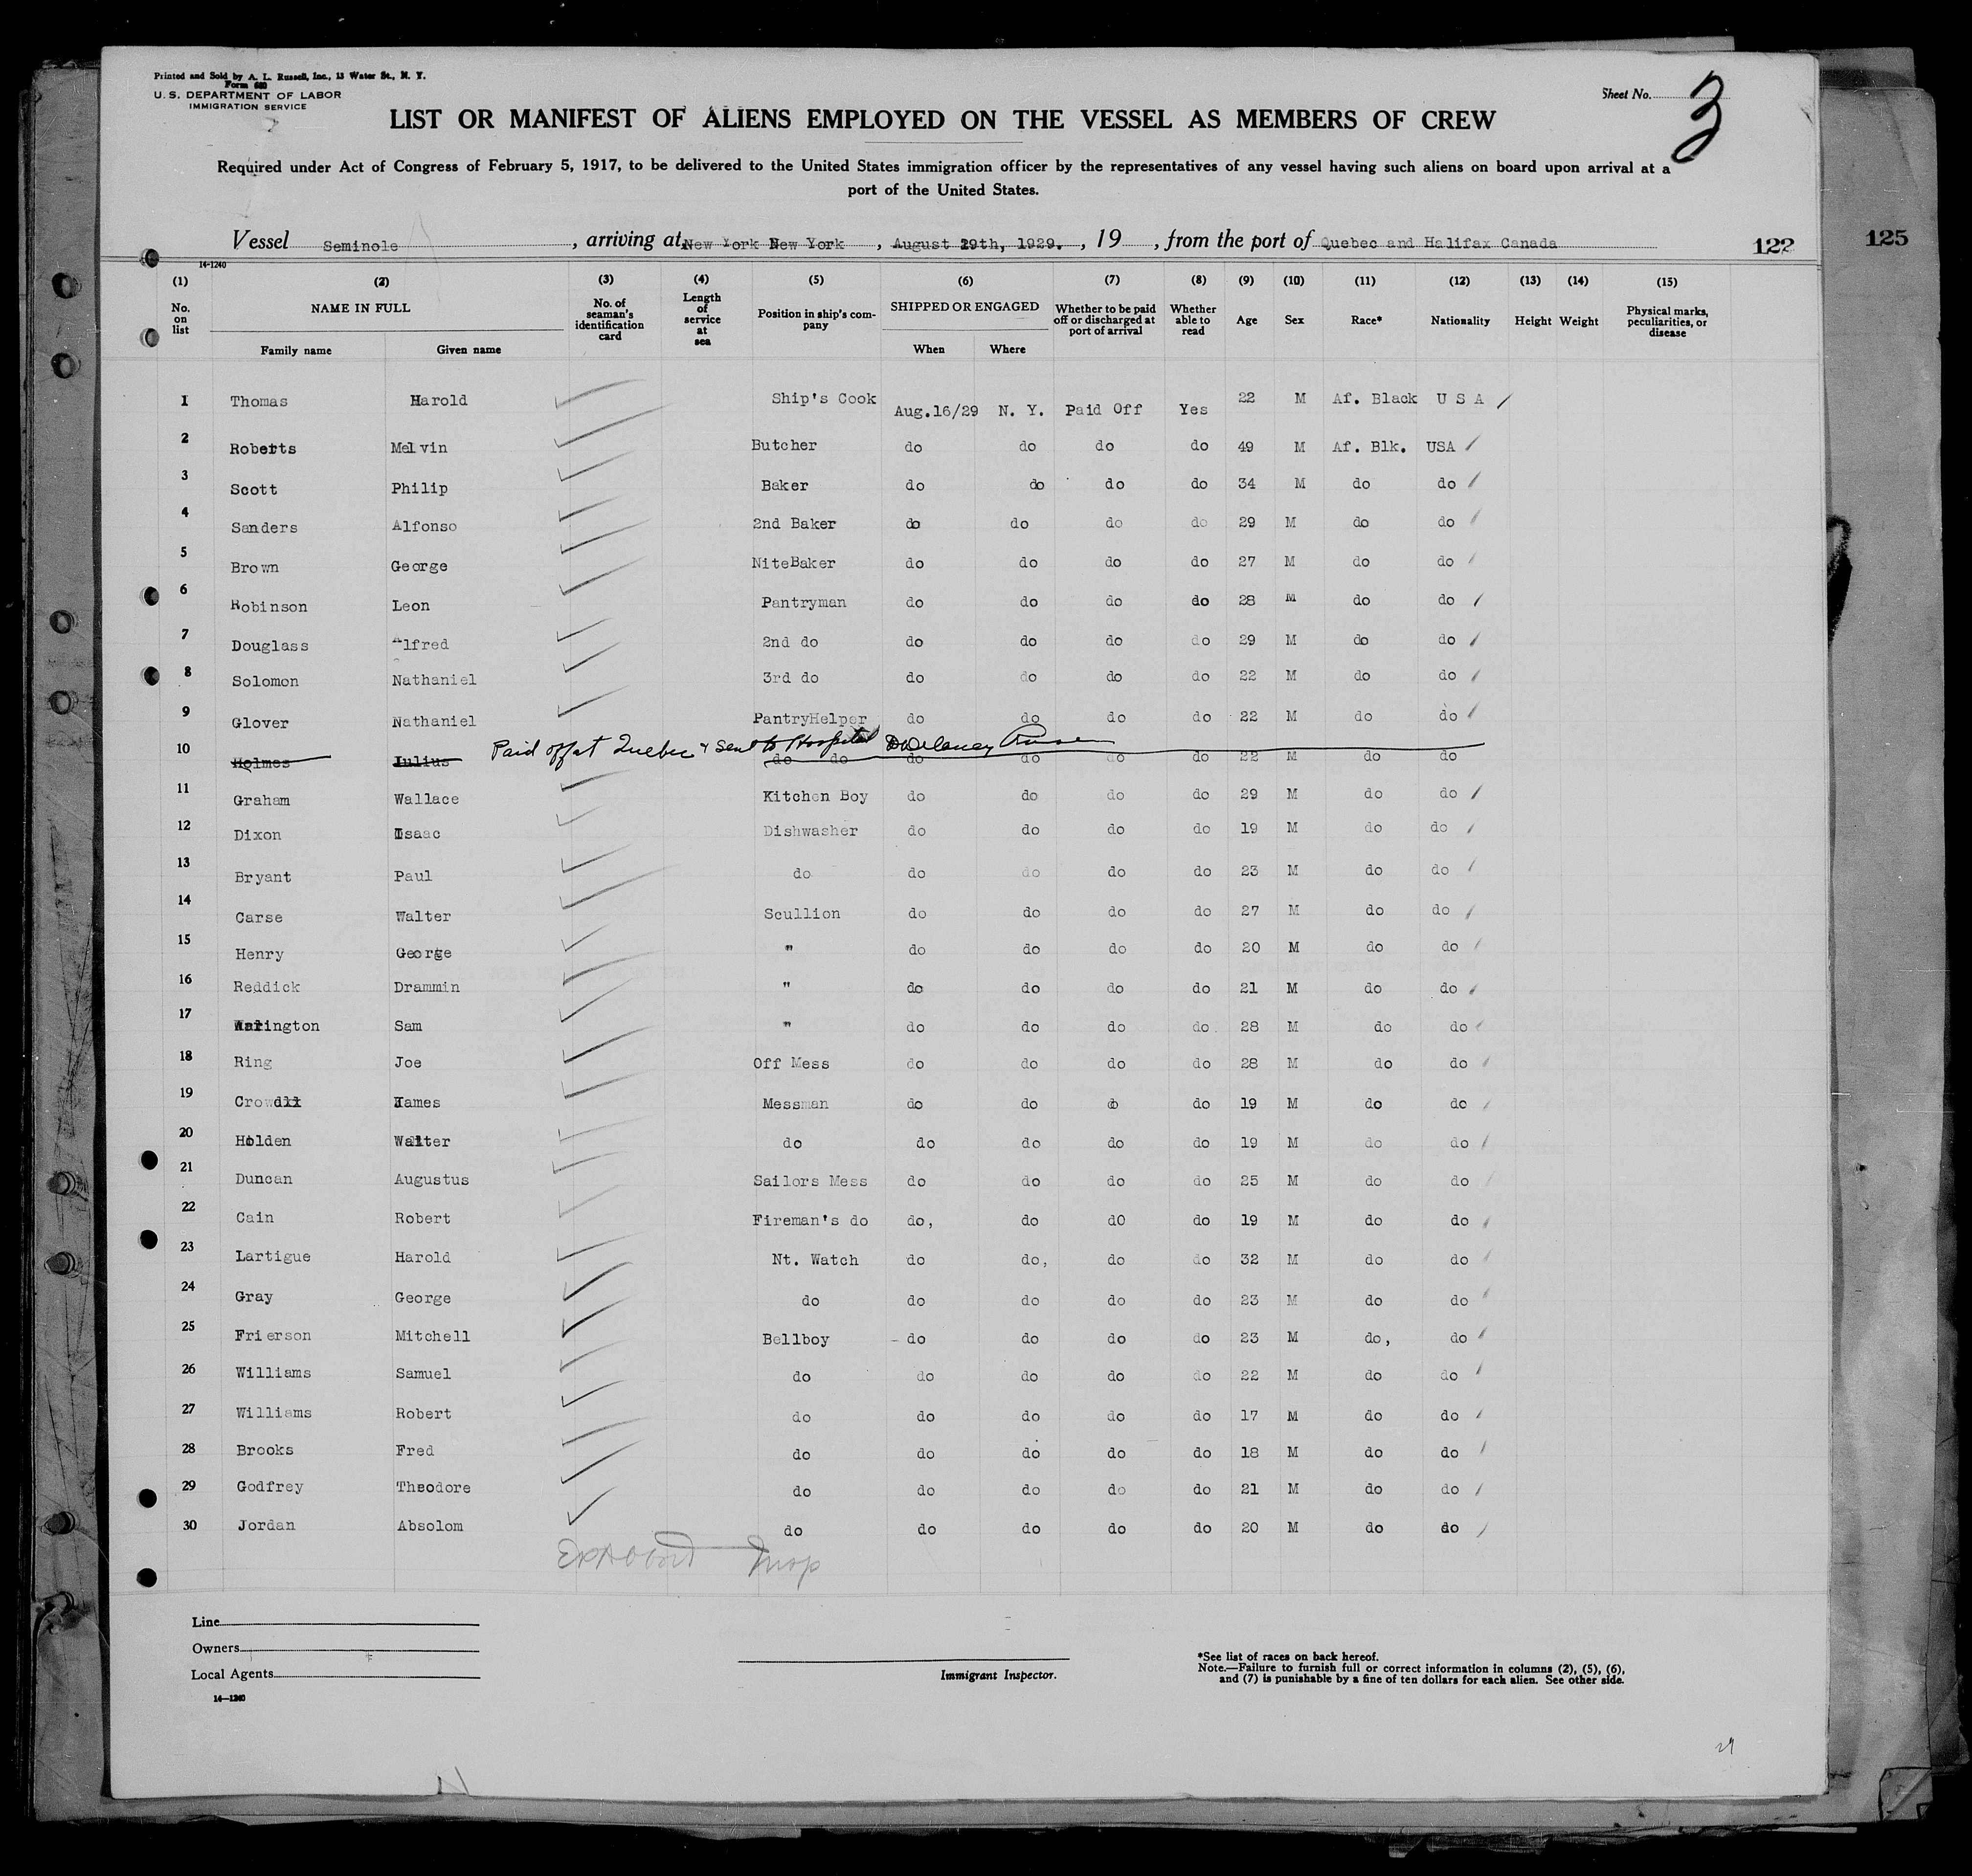 Printed and Sold by A. L. Russell, Inc., 13 Water St., N. Y.
Form 680
U. S. DEPARTMENT OF LABOR
IMMIGRATION SERVICE
Sheet No. 3
LIST OR MANIFEST OF ALIENS EMPLOYED ON THE VESSEL AS MEMBERS OF CREW
Required under Act of Congress of February 5, 1917, to be delivered to the United States immigration officer by the representatives of any vessel having such aliens on board upon arrival at a
port of the United States.
Vessel Seminole, arriving at New York New York, August 29th, 1929., 19, from the port of Quebec and Halifax Canada 122 125
14-1240
(1) (2) (3) (4) (5) (6) (7) (8) (9) (10) (11) (12) (13) (14) (15)
No. on list NAME IN FULL Family name Given name No. of seaman's identification card Length of service at sea Position in ship's company SHIPPED OR ENGAGED When Where Whether to be paid off or discharged at port of arrival Whether able to read Age Sex Race* Nationality Height Weight Physical marks, peculiarities, or disease
1 Thomas Harold Ship's Cook Aug.16/29 N. Y. Paid Off Yes 22 M Af. Black U S A
2 Roberts Melvin Butcher do do do do 49 M Af. Blk. USA
3 Scott Philip Baker do do do do 34 M do do
4 Sanders Alfonso 2nd Baker do do do do 29 M do do
5 Brown George NiteBaker do do do do 27 M do do
6 Robinson Leon Pantryman do do do do 28 M do do
7 Douglass Alfred 2nd do do do do do 29 M do do
8 Solomon Nathaniel 3rd do do do do do 22 M do do
9 Glover Nathaniel PantryHelper do do do do 22 M do do
Paid off at Quebec & sent to Hospital
10 Holmes Iulius do do do do do do 22 M do do
11 Graham Wallace Kitchen Boy do do do do 29 M do do
12 Dixon Isaac Dishwasher do do do do 19 M do do
13 Bryant Paul do do do do do 23 M do do
14 Carse Walter Scullion do do do do 27 M do do
15 Henry George " do do do do 20 M do do
16 Reddick Drammin " do do do do 21 M do do
17 Sam " do do do do 28 M do do
18 Ring Joe Off Mess do do do do 28 M do do
19 James Messman do do do do 19 M do do
20 Holden Walter do do do do do 19 M do do
21 Duncan Augustus Sailors Mess do do do do 25 M do do
22 Cain Robert Fireman's do do, do dO do 19 M do do
23 Lartigue Harold Nt. Watch do do, do do 32 M do do
24 Gray George do do do do do 23 M do do
25 Frierson Mitchell Bellboy do do do do 23 M do, do
26 Williams Samuel do do do do do 22 M do do
27 Williams Robert do do do do do 17 M do do
28 Brooks Fred do do do do do 18 M do do
29 Godfrey Theodore do do do do do 21 M do do
30 Jordan Absolom do do do do do 20 M do do
Line
Owners
Local Agents
14—1240
Immigrant Inspector.
*See list of races on back hereof.
Note.—Failure to furnish full or correct information in columns (2), (5), (6),
and (7) is punishable by a fine of ten dollars for each alien. See other side.
29